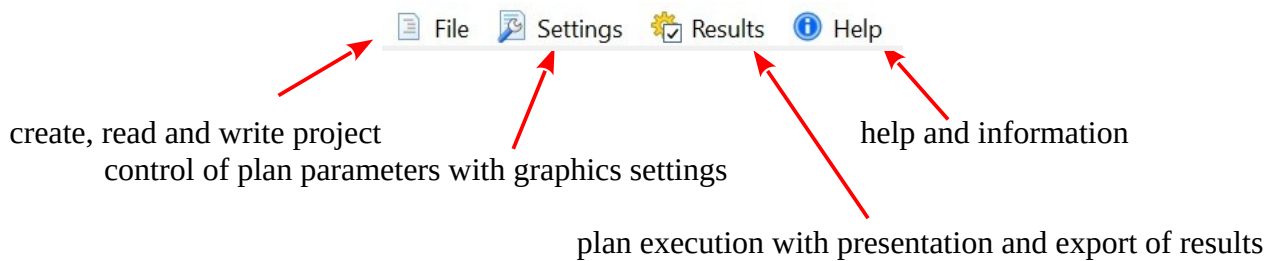 File Settings Results Help
create, read and write project
help and information
control of plan parameters with graphics settings
plan execution with presentation and export of results